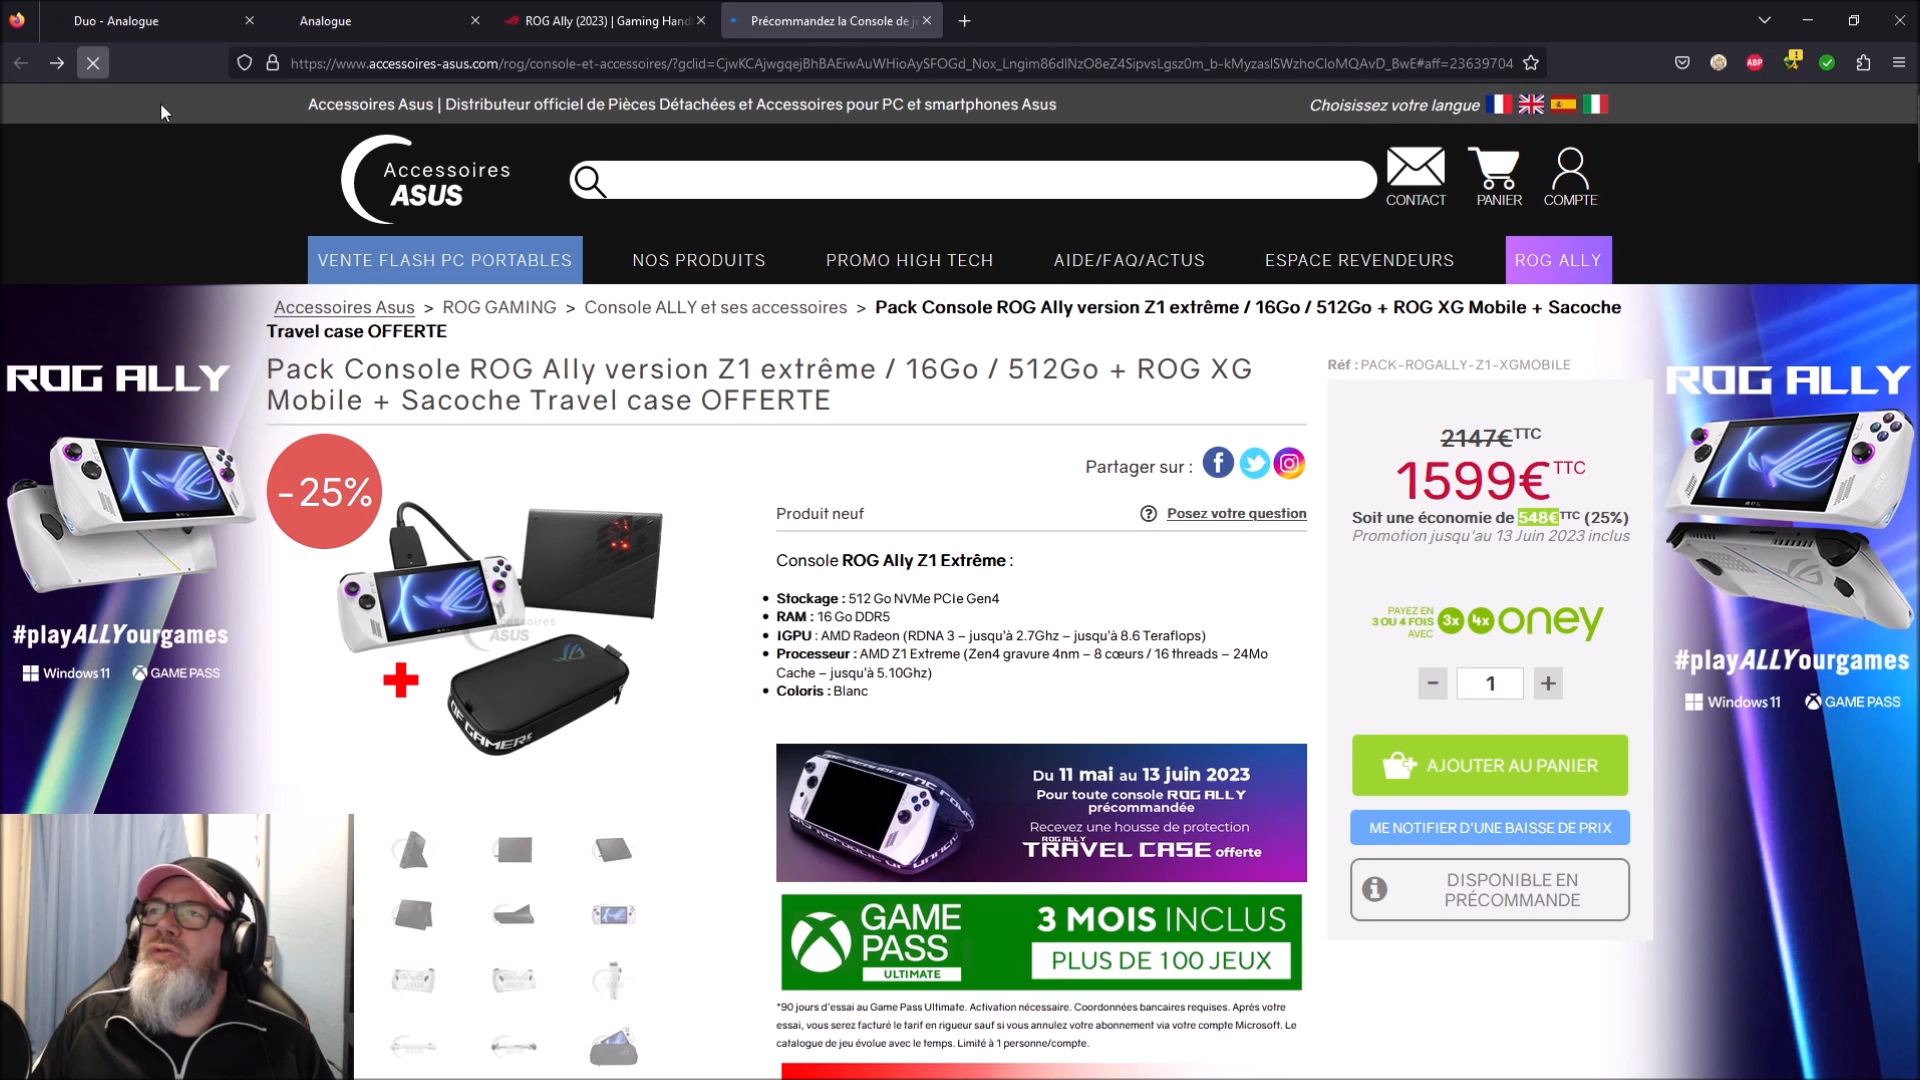 Duo - Analogue
Analogue
ROG Ally (2023) | Gaming Hand
Précommandez la Console de j
https://www.accessoires-asus.com/rog/console-et-accessoires/?gclid=CjwKCAjwgqejBhBAEiwAuWHioAySFOGd_Nox_Lngim86dlNzO8eZ4SipvsLgsz0m_b-kMyzaslSWzhoCloMQAvD_BwE#aff=23639704
ABP
Accessoires Asus | Distributeur officiel de Pièces Détachées et Accessoires pour PC et smartphones Asus
Choisissez votre langue
Accessoires
ASUS
CONTACT
PANIER
COMPTE
VENTE FLASH PC PORTABLES
NOS PRODUITS
PROMO HIGH TECH
AIDE/FAQ/ACTUS
ESPACE REVENDEURS
ROG ALLY
Accessoires Asus > ROG GAMING > Console ALLY et ses accessoires > Pack Console ROG Ally version Z1 extrême / 16Go / 512Go + ROG XG Mobile + Sacoche
Travel case OFFERTE
Pack Console ROG Ally version Z1 extrême / 16Go / 512Go + ROG XG
Mobile + Sacoche Travel case OFFERTE
Réf : PACK-ROGALLY-Z1-XGMOBILE
ROG ALLY
#playALLYourgames
Windows 11
GAME PASS
-25%
Partager sur :
Produit neuf
Posez votre question
Console ROG Ally Z1 Extrême :
• Stockage : 512 Go NVMe PCie Gen4
• RAM : 16 Go DDR5
• IGPU : AMD Radeon (RDNA 3 – jusqu'à 2.7Ghz – jusqu'à 8.6 Teraflops)
• Processeur : AMD Z1 Extreme (Zen4 gravure 4nm – 8 cœurs / 16 threads – 24Mo
Cache – jusqu'à 5.10Ghz)
• Coloris : Blanc
Du 11 mai au 13 juin 2023
Pour toute console ROG ALLY
précommandée
Recevez une housse de protection
ROG ALLY
TRAVEL CASE offerte
GAME
PASS
ULTIMATE
3 MOIS INCLUS
PLUS DE 100 JEUX
*90 jours d'essai au Game Pass Ultimate. Activation nécessaire. Coordonnées bancaires requises. Après votre
essai, vous serez facturé le tarif en rigueur sauf si vous annulez votre abonnement via votre compte Microsoft. Le
catalogue de jeu évolue avec le temps. Limité à 1 personne/compte.
2147€TTC
1599€TTC
Soit une économie de 548€TTC (25%)
Promotion jusqu'au 13 Juin 2023 inclus
PAYEZ EN
3 OU 4 FOIS
AVEC
3x 4x oney
- 1 +
AJOUTER AU PANIER
ME NOTIFIER D'UNE BAISSE DE PRIX
DISPONIBLE EN
PRÉCOMMANDE
ROG ALLY
#playALLYourgames
Windows 11
GAME PASS